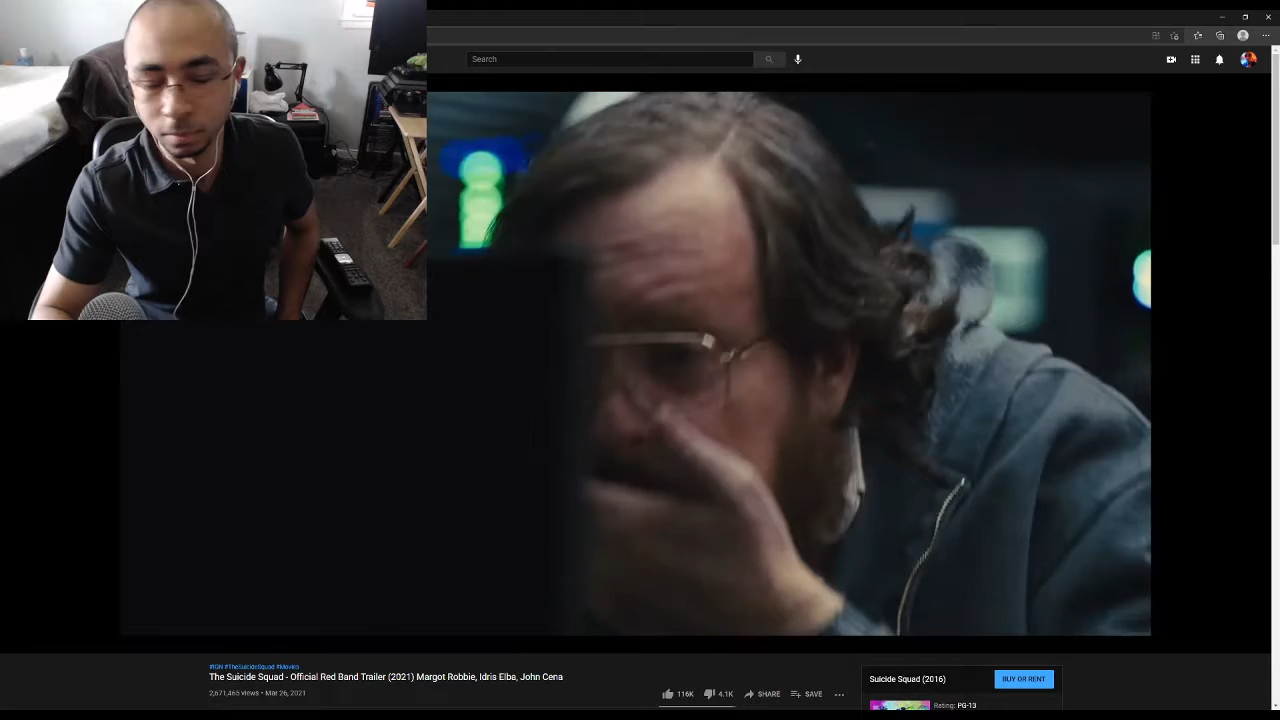 Search
#IGN #TheSuicideSquad #Movies
The Suicide Squad - Official Red Band Trailer (2021) Margot Robbie, Idris Elba, John Cena
2,671,465 views • Mar 26, 2021
116K
4.1K
SHARE
SAVE
Suicide Squad (2016)
BUY OR RENT
Rating: PG-13